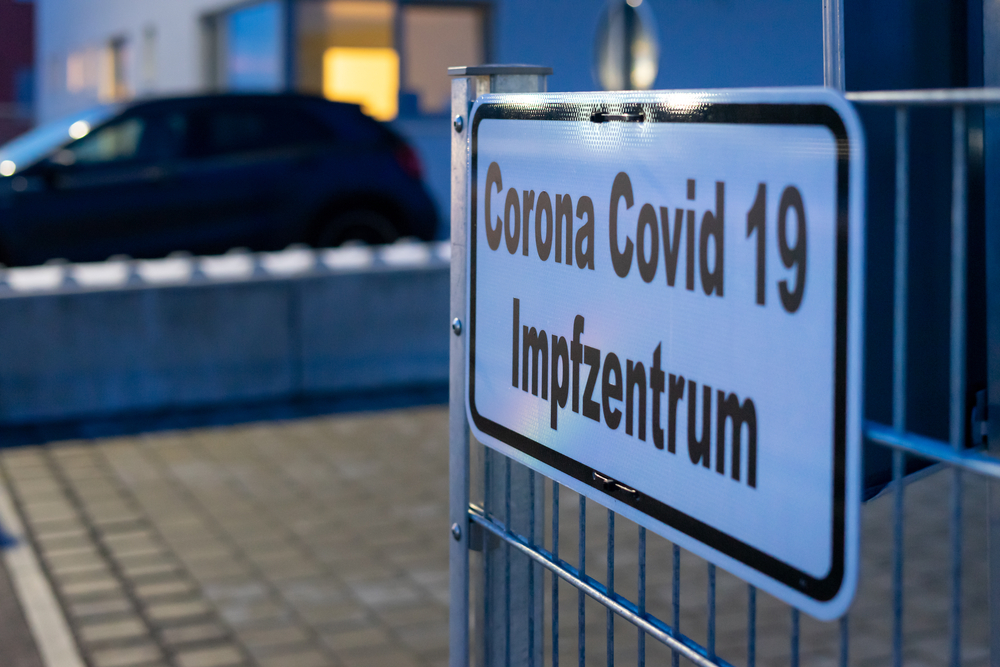 Corona Covid 19
Impfzentrum